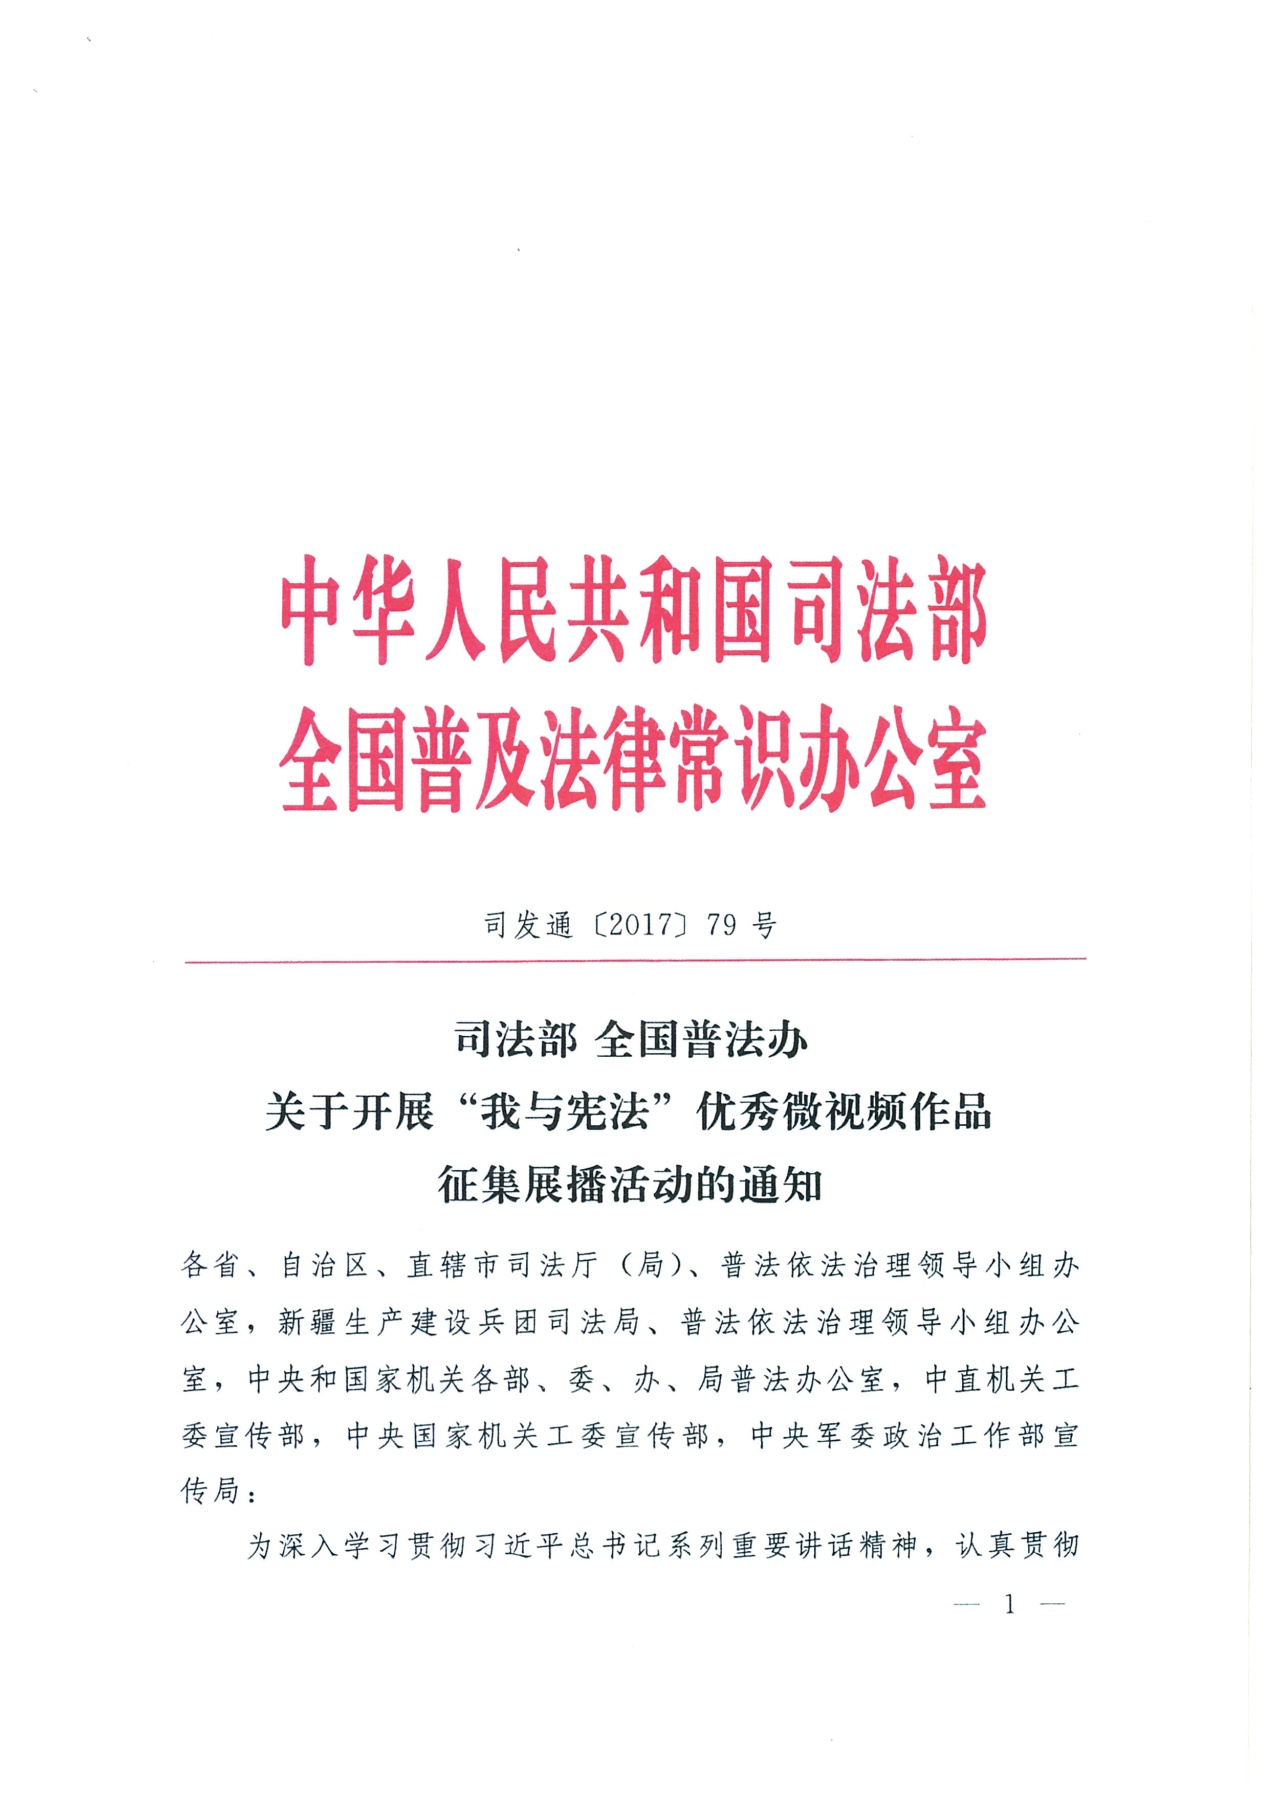 中华人民共和国司法部
全国普及法律常识办公室
司发通〔2017〕79 号
司法部 全国普法办
关于开展“我与宪法”优秀微视频作品
征集展播活动的通知
各省、自治区、直辖市司法厅（局）、普法依法治理领导小组办
公室，新疆生产建设兵团司法局、普法依法治理领导小组办公
室，中央和国家机关各部、委、办、局普法办公室，中直机关工
委宣传部，中央国家机关工委宣传部，中央军委政治工作部宣
传局：
为深入学习贯彻习近平总书记系列重要讲话精神，认真贯彻
— 1 —